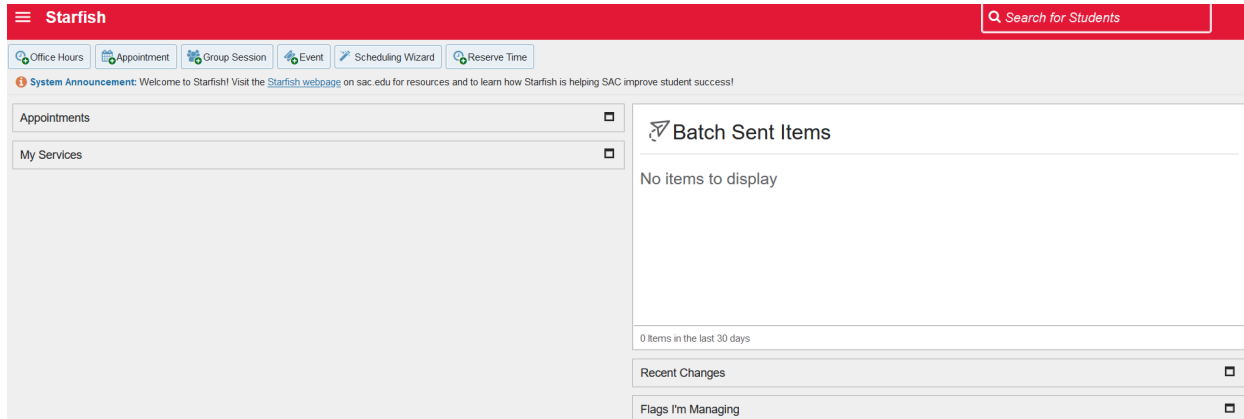 Starfish
Search for Students
Office Hours Appointment Group Session Event Scheduling Wizard Reserve Time
System Announcement: Welcome to Starfish! Visit the Starfish webpage on sac.edu for resources and to learn how Starfish is helping SAC improve student success!
Appointments
My Services
Batch Sent Items
No items to display
0 Items in the last 30 days
Recent Changes
Flags I'm Managing